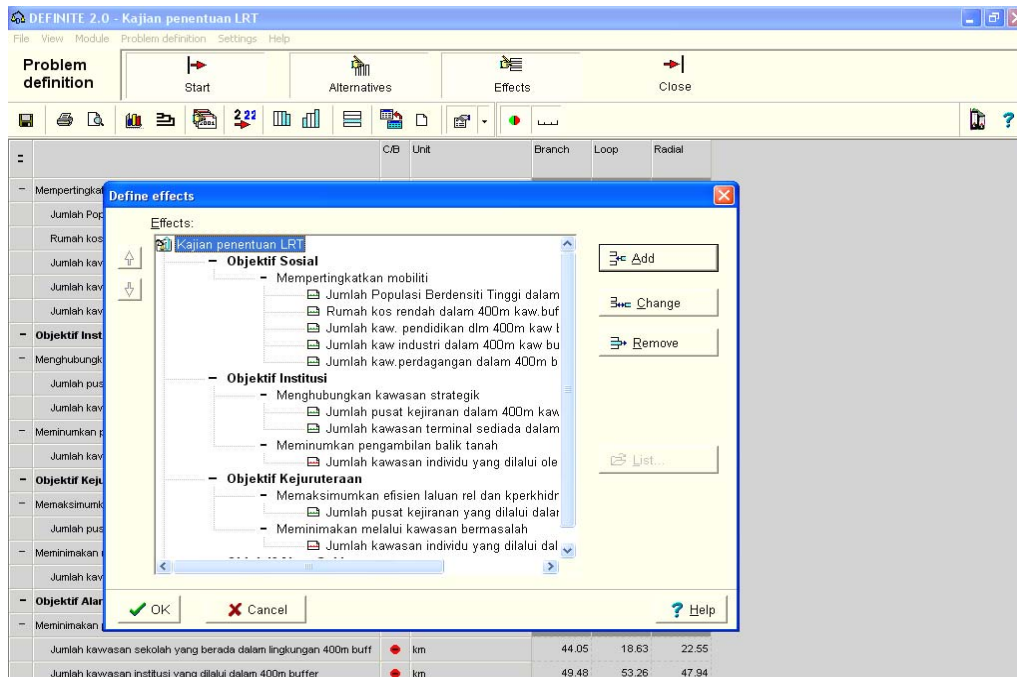 DEFINITE 2.0 - Kajian penentuan LRT
File View Module Problem definition Settings Help
Problem definition
Start
Alternatives
Effects
Close
C/B Unit Branch Loop Radial
Mempertingkat
Jumlah Pop
Rumah kos
Jumlah kaw
Jumlah kaw
Jumlah kaw
Objektif Inst
Menghubungk
Jumlah pus
Jumlah kaw
Meminumkan p
Jumlah kaw
Objektif Keju
Memaksimumk
Jumlah pus
Meminimakan
Jumlah kaw
Objektif Alar
Meminimakan
Define effects
Effects:
Kajian penentuan LRT
Objektif Sosial
Mempertingkatkan mobiliti
Jumlah Populasi Berdensiti Tinggi dalam
Rumah kos rendah dalam 400m kaw.buf
Jumlah kaw. pendidikan dlm 400m kaw
Jumlah kaw industri dalam 400m kaw bu
Jumlah kaw.perdagangan dalam 400m b
Objektif Institusi
Menghubungkan kawasan strategik
Jumlah pusat kejiranan dalam 400m kaw
Jumlah kawasan terminal sediada dalam
Meminumkan pengambilan balik tanah
Jumlah kawasan individu yang dilalui ole
Objektif Kejuruteraan
Memaksimumkan efisien laluan rel dan kperkhidr
Jumlah pusat kejiranan yang dilalui dalar
Meminimakan melalui kawasan bermasalah
Jumlah kawasan individu yang dilalui dal
Add
Change
Remove
List...
OK
Cancel
Help
Jumlah kawasan sekolah yang berada dalam lingkungan 400m buff km 44.05 18.63 22.55
Jumlah kawasan institusi yang dilalui dalam 400m buffer km 49.48 53.26 47.94